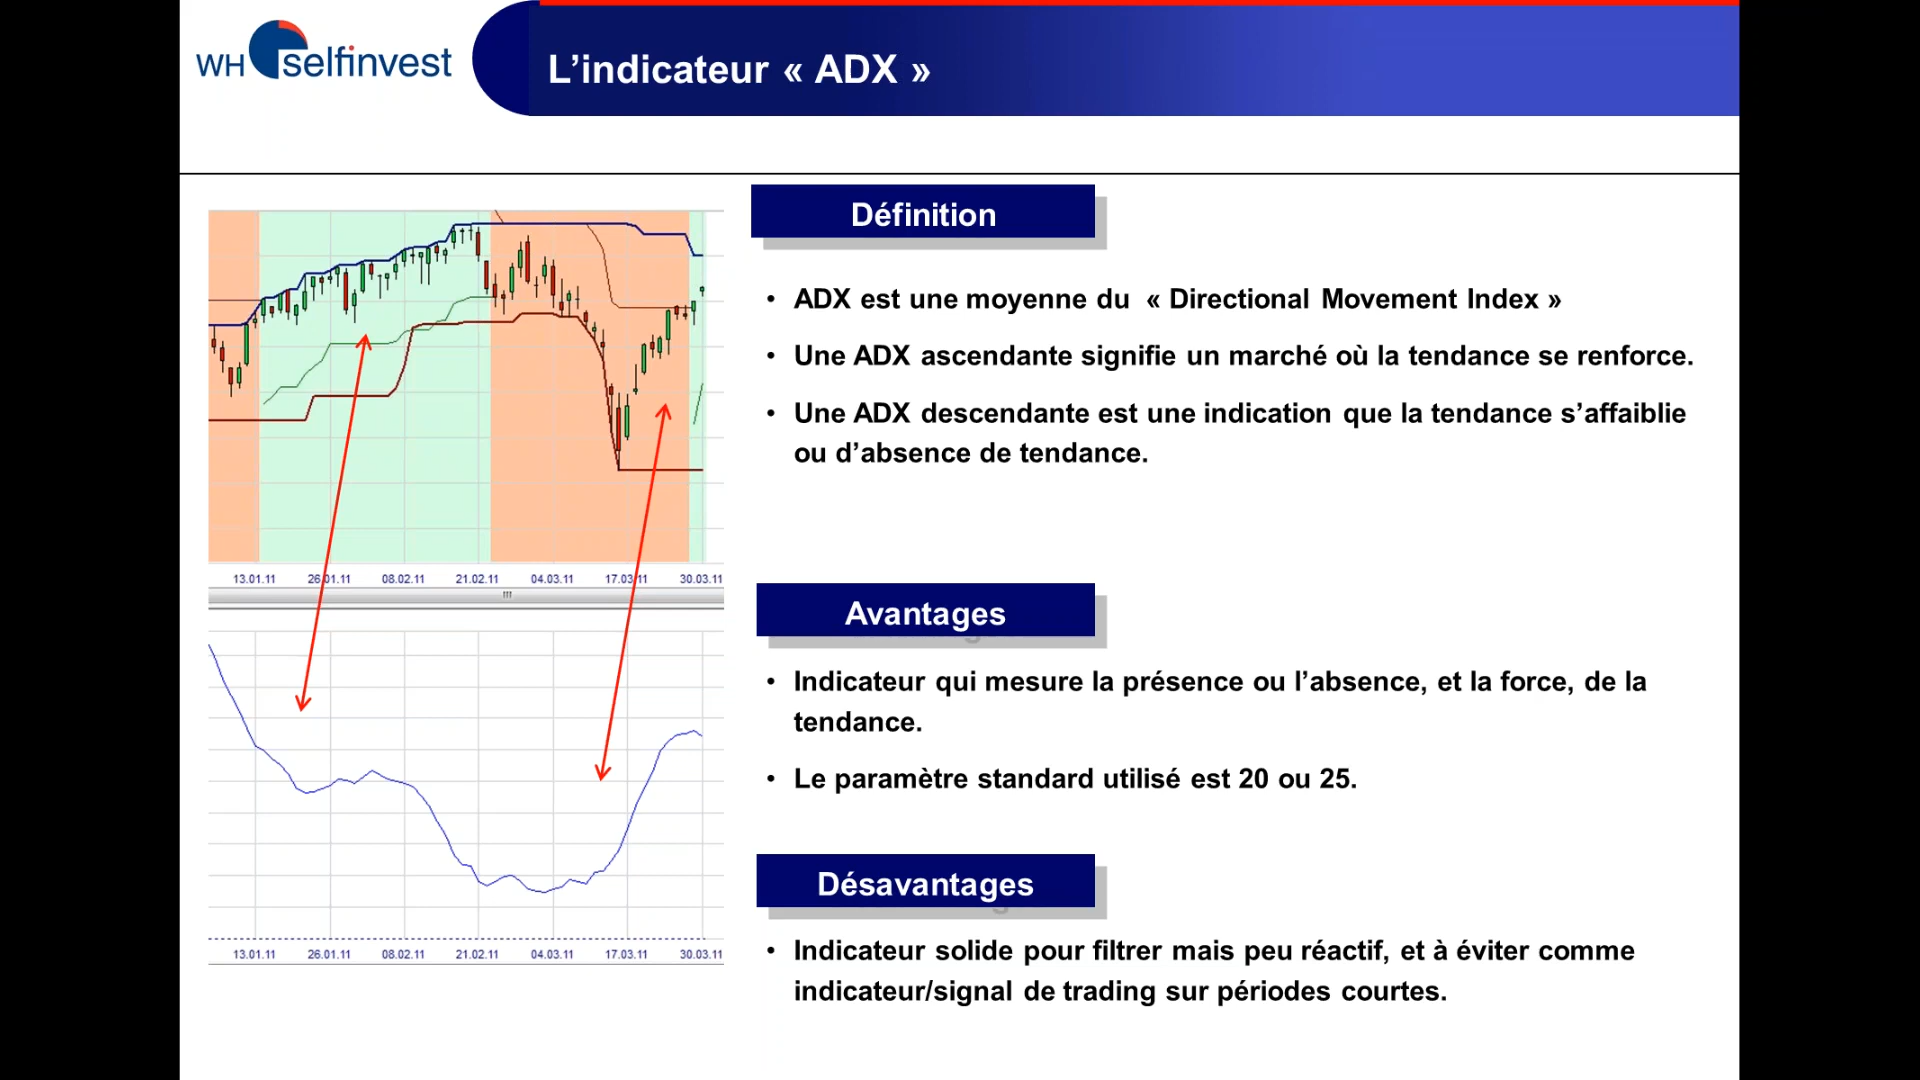 WH selfinvest
L’indicateur « ADX »
Définition
• ADX est une moyenne du « Directional Movement Index »
• Une ADX ascendante signifie un marché où la tendance se renforce.
• Une ADX descendante est une indication que la tendance s’affaiblie
ou d’absence de tendance.
13.01.11 26.01.11 08.02.11 21.02.11 04.03.11 17.03.11 30.03.11
Avantages
• Indicateur qui mesure la présence ou l’absence, et la force, de la
tendance.
• Le paramètre standard utilisé est 20 ou 25.
Désavantages
• Indicateur solide pour filtrer mais peu réactif, et à éviter comme
indicateur/signal de trading sur périodes courtes.
13.01.11 26.01.11 08.02.11 21.02.11 04.03.11 17.03.11 30.03.11